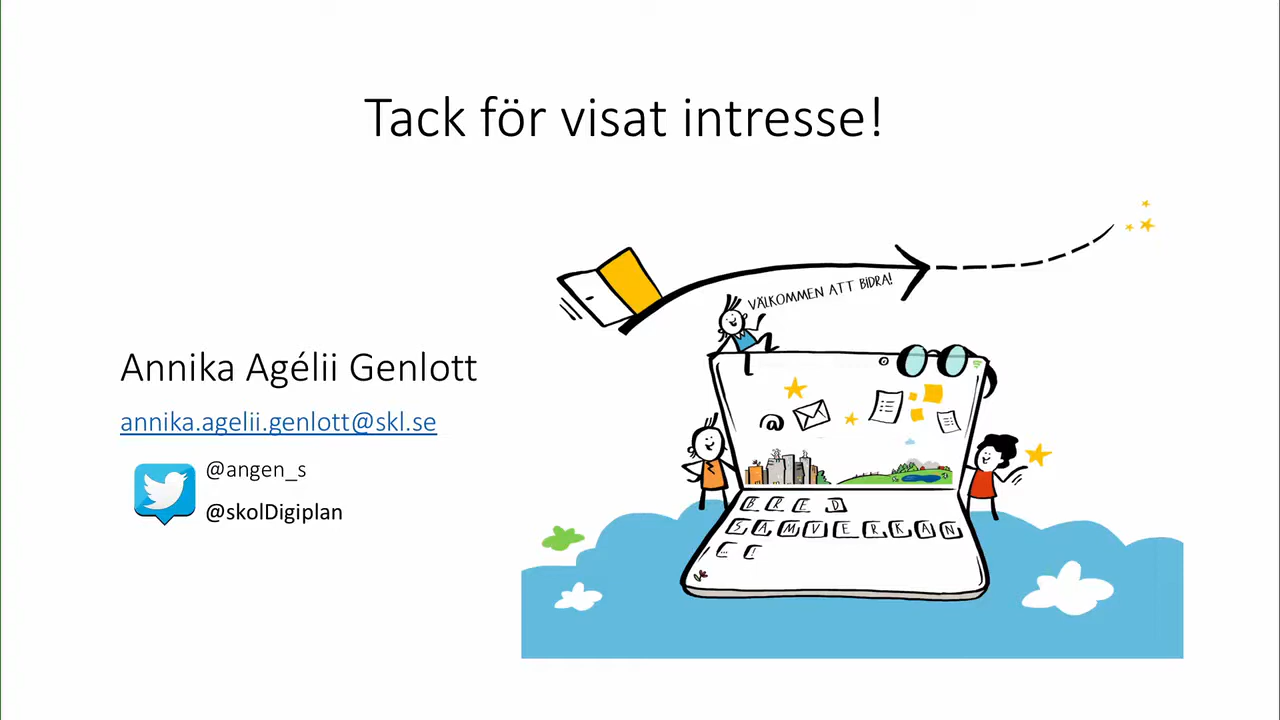 Tack för visat intresse!
VÄLKOMMEN ATT BIDRA!
Annika Agélii Genlott
annika.agelii.genlott@skl.se
@angen_s
@skolDigiplan
@
BRED
SAMVERKAN
... !